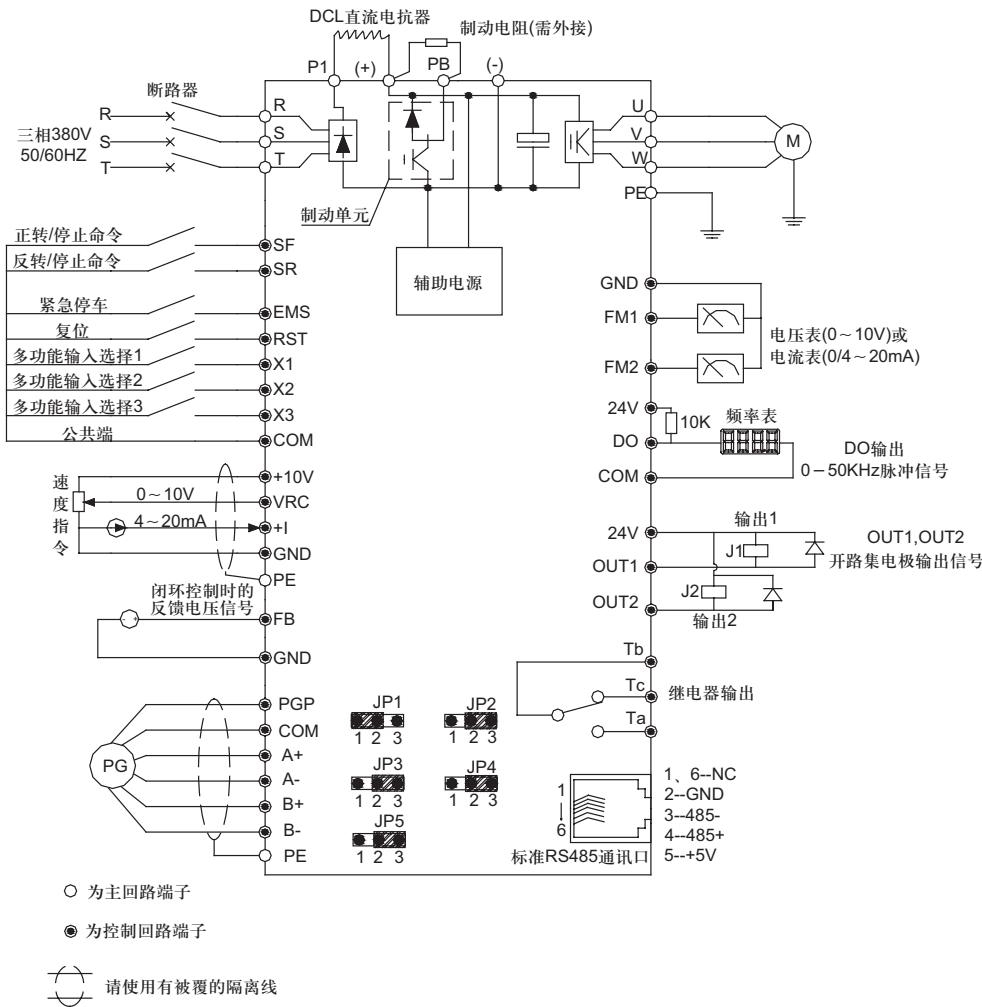 DCL直流电抗器
制动电阻(需外接)
P1 (+) PB (-)
断路器
R R U
三相380V S S V M
50/60HZ
T T W
PE
制动单元
辅助电源
正转/停止命令 SF
反转/停止命令 SR
紧急停车 EMS
复位 RST
多功能输入选择1 X1
多功能输入选择2 X2
多功能输入选择3 X3
公共端 COM
GND
FM1
电压表(0~10V)或
电流表(0/4~20mA)
FM2
24V
10K 频率表
DO
DO输出
0-50KHz脉冲信号
COM
速度指令
+10V
0~10V VRC
4~20mA +I
GND
PE
24V 输出1
OUT1,OUT2
J1 开路集电极输出信号
OUT1
J2
OUT2
输出2
闭环控制时的
反馈电压信号
- + FB
GND
Tb
Tc 继电器输出
Ta
PG
PGP
COM
A+
A-
B+
B-
PE
JP1 JP2
1 2 3 1 2 3
JP3 JP4
1 2 3 1 2 3
JP5
1 2 3
1
6
1、6--NC
2--GND
3--485-
4--485+
标准RS485通讯口 5--+5V
为主回路端子
为控制回路端子
请使用有被覆的隔离线